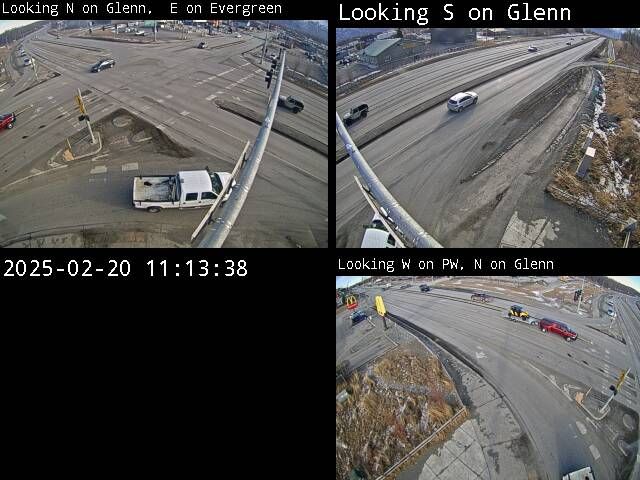 Looking N on Glenn,  E on Evergreen
Looking S on Glenn
2025-02-20 11:13:38
Looking W on PW, N on Glenn